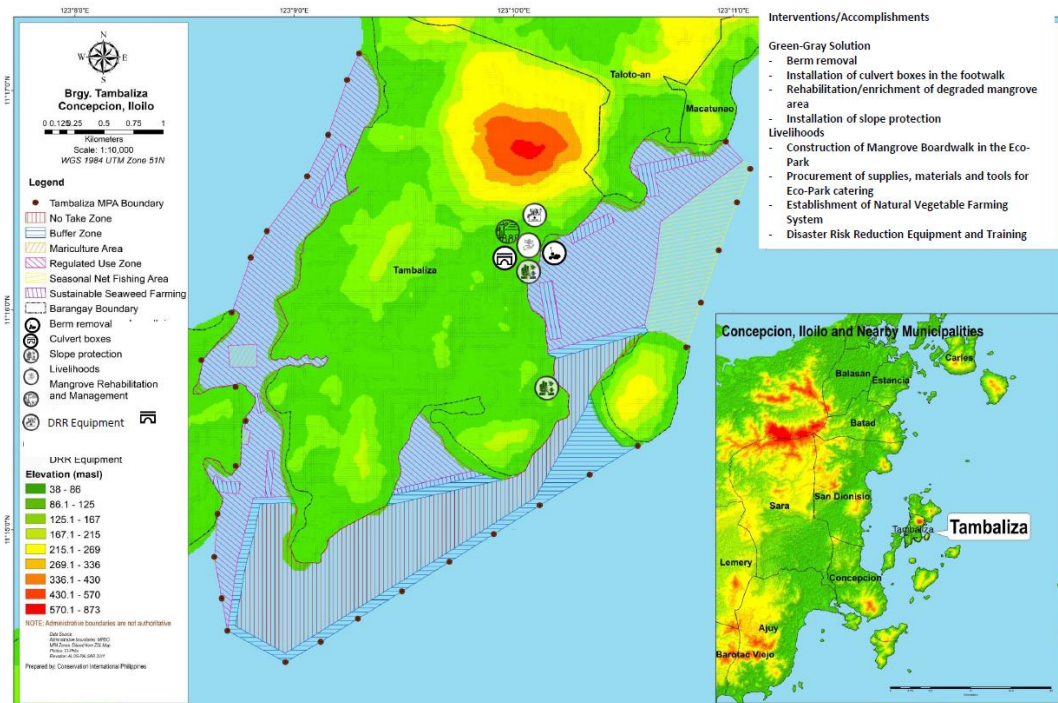 123°8'0"E
123°9'0"E
123°10'0"E
123°11'0"E
11°17'0"N
11°16'0"N
11°15'0"N
N
W E
S
Brgy. Tambaliza
Concepcion, Iloilo
0 0.125 0.25 0.5 0.75 1
Kilometers
Scale: 1:10,000
WGS 1984 UTM Zone 51N
Legend
Tambaliza MPA Boundary
No Take Zone
Buffer Zone
Mariculture Area
Regulated Use Zone
Seasonal Net Fishing Area
Sustainable Seaweed Farming
Barangay Boundary
Berm removal
Culvert boxes
Slope protection
Livelihoods
Mangrove Rehabilitation
and Management
DRR Equipment
DRR Equipment
Elevation (masl)
38 - 86
86.1 - 125
125.1 - 167
167.1 - 215
215.1 - 269
269.1 - 336
336.1 - 430
430.1 - 570
570.1 - 873
NOTE: Administrative boundaries are not authoritative
Data Source:
Prepared by: Conservation International Philippines
Taloto-an
Macatunao
Tambaliza
Interventions/Accomplishments
Green-Gray Solution
- Berm removal
- Installation of culvert boxes in the footwalk
- Rehabilitation/enrichment of degraded mangrove
area
- Installation of slope protection
Livelihoods
- Construction of Mangrove Boardwalk in the Eco-
Park
- Procurement of supplies, materials and tools for
Eco-Park catering
- Establishment of Natural Vegetable Farming
System
- Disaster Risk Reduction Equipment and Training
Concepcion, Iloilo and Nearby Municipalities
Carles
Balasan
Estancia
Batad
San Dionisio
Sara
Tambaliza
Tambaliza
Lemery
Concepcion
Ajuy
Barotac Viejo